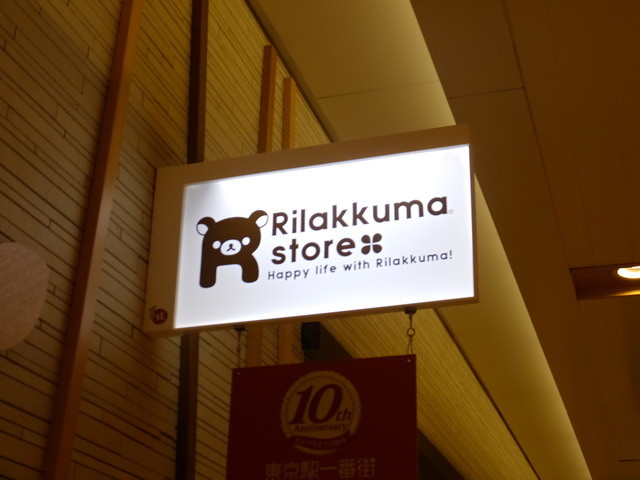 Rilakkuma
store
Happy life with Rilakkuma!
10th
Anniversary
東京駅一番街